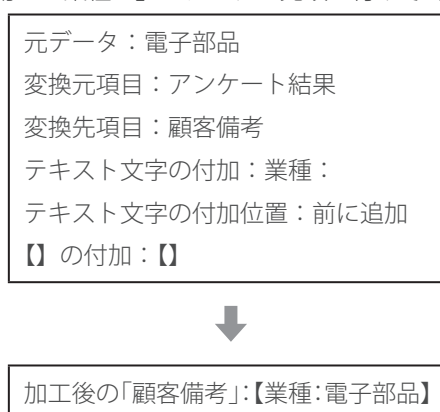 元データ：電子部品
変換元項目：アンケート結果
変換先項目：顧客備考
テキスト文字の付加：業種：
テキスト文字の付加位置：前に追加
【】の付加：【】
加工後の「顧客備考」:【業種:電子部品】